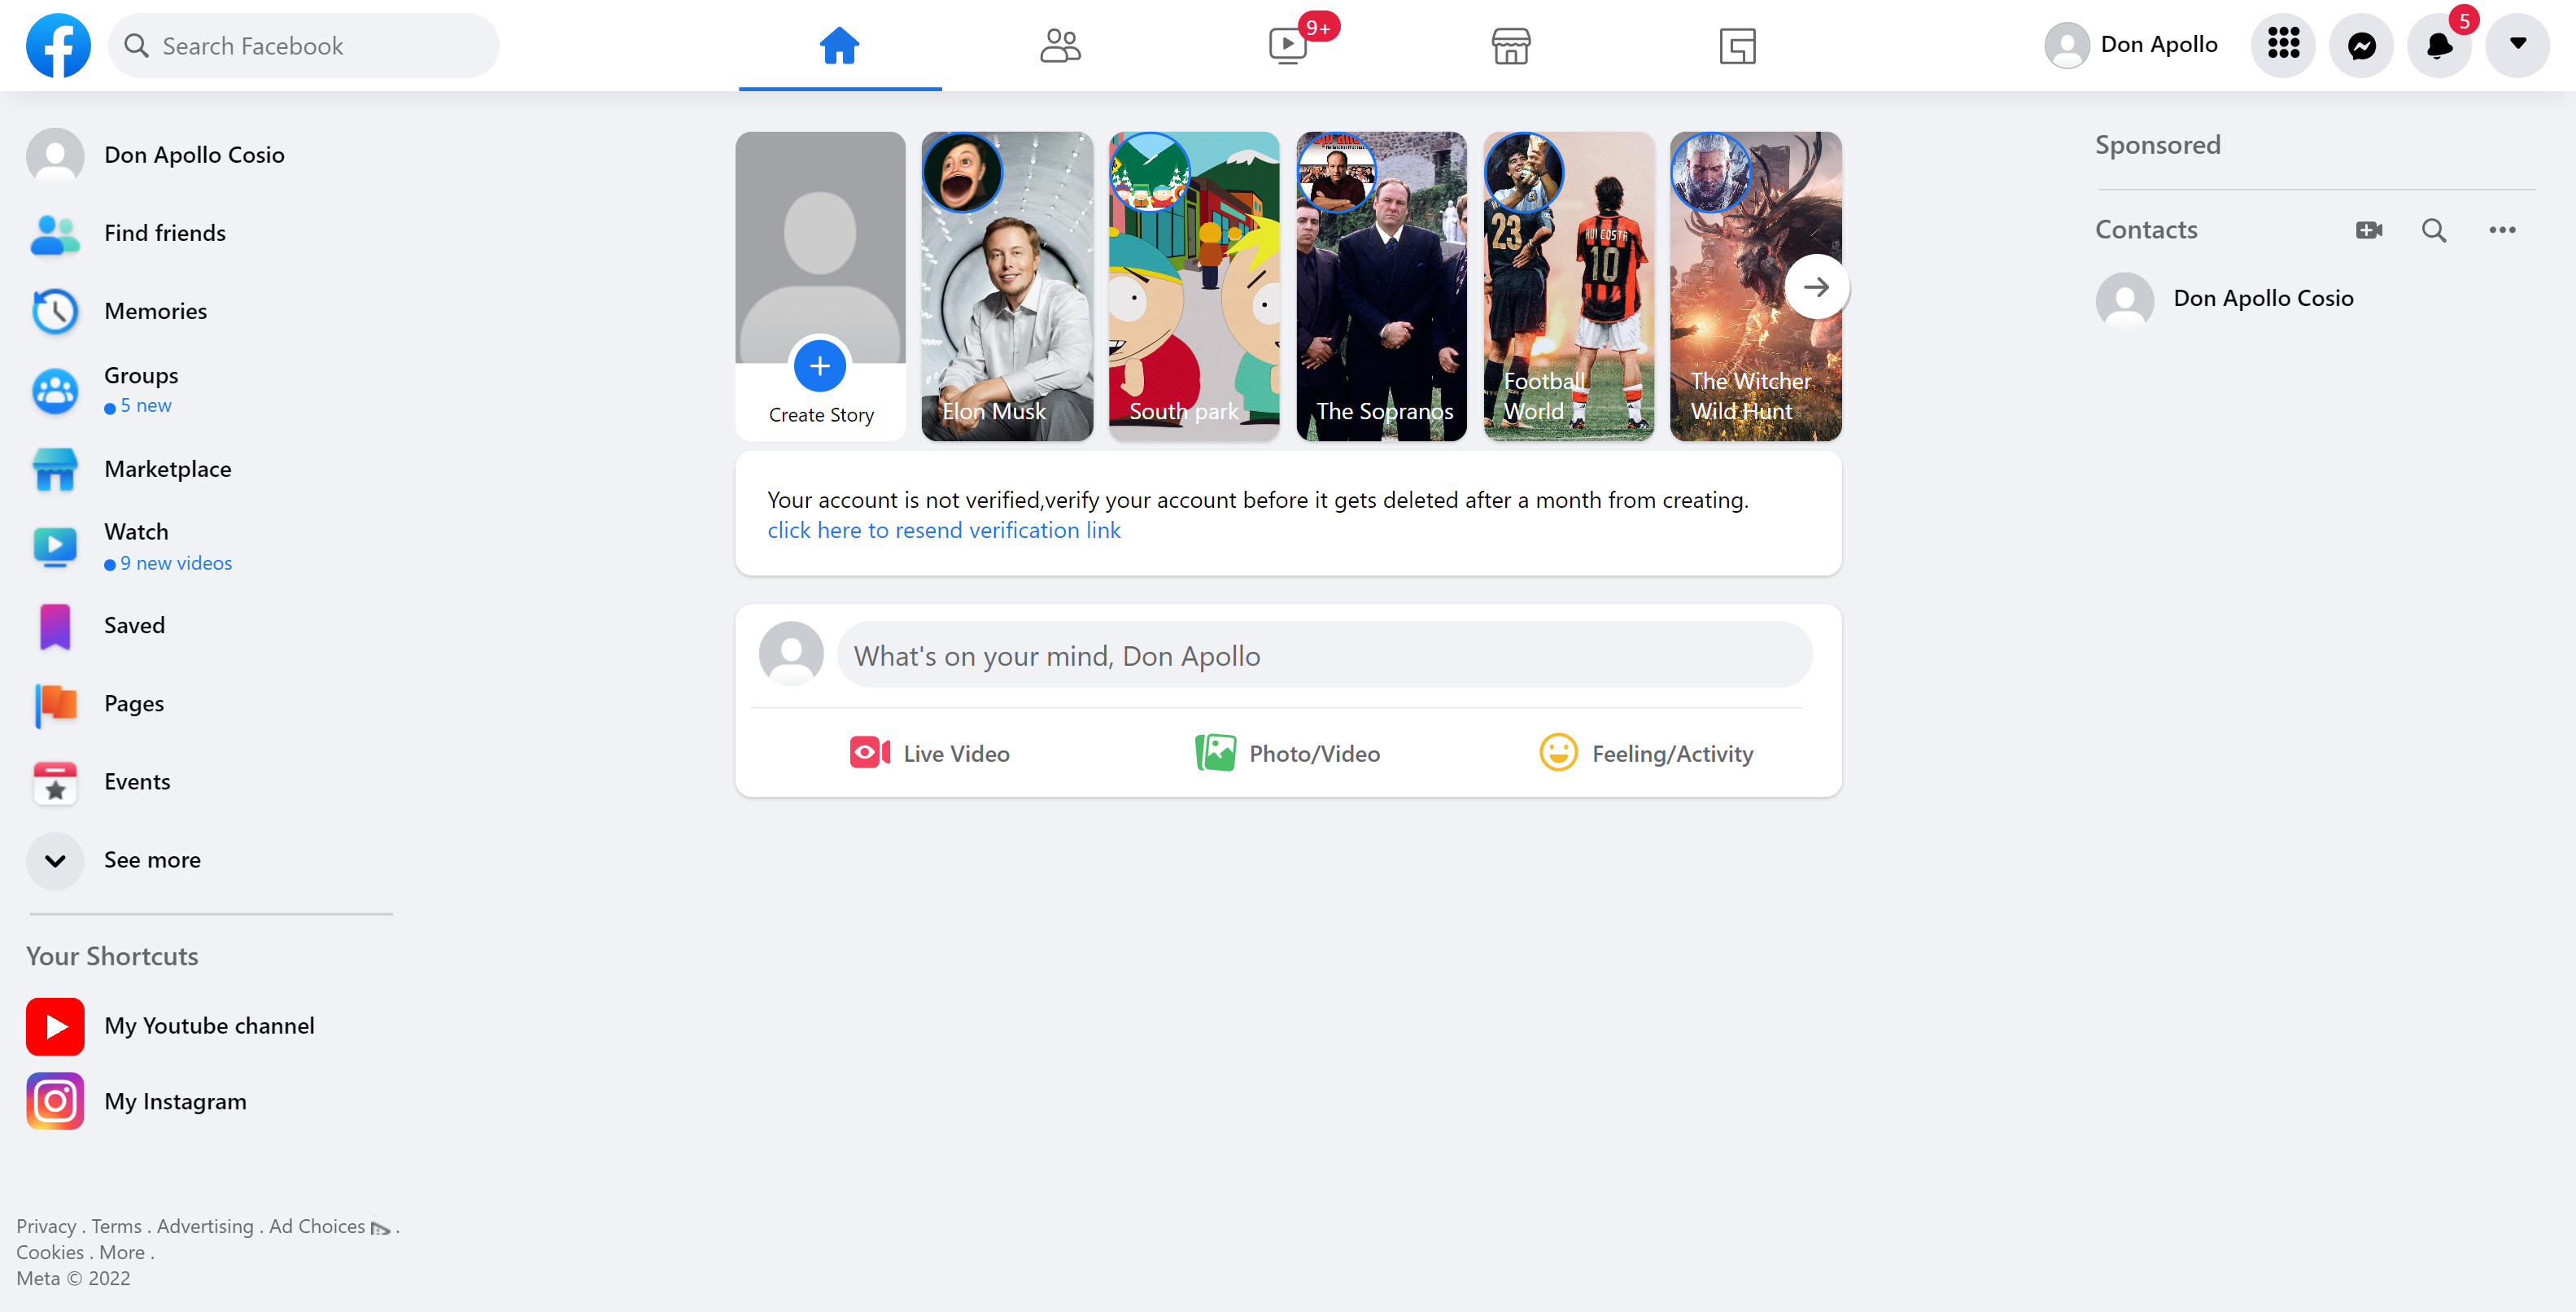 Search Facebook
9+
Don Apollo
5
Don Apollo Cosio
Find friends
Memories
Groups
5 new
Marketplace
Watch
9 new videos
Saved
Pages
Events
See more
Your Shortcuts
My Youtube channel
My Instagram
Privacy . Terms . Advertising . Ad Choices .
Cookies . More .
Meta © 2022
Create Story
Elon Musk
South park
The Sopranos
23
Football
World
RUI COSTA
10
The Witcher
Wild Hunt
Your account is not verified,verify your account before it gets deleted after a month from creating.
click here to resend verification link
What's on your mind, Don Apollo
Live Video
Photo/Video
Feeling/Activity
Sponsored
Contacts
Don Apollo Cosio